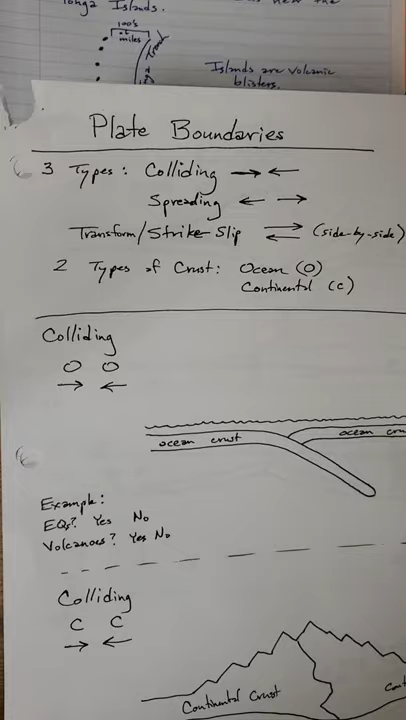 Tonga Islands.
100's
of
miles
Trench
Islands are volcanic
blisters.
Plate Boundaries
3 Types: Colliding → ←
Spreading ← →
Transform/Strike-Slip (side-by-side)
2 Types of Crust: Ocean (O)
Continental (C)
Colliding
O O
→ ←
ocean crust
ocean cru
Example:
EQs? Yes No
Volcanoes? Yes No
Colliding
C C
→ ←
Continental Crust
cont